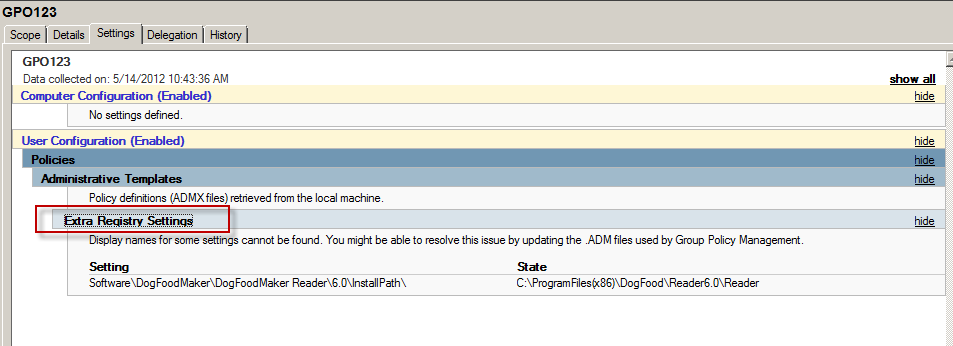 GPO123
Scope Details Settings Delegation History
GPO123
Data collected on: 5/14/2012 10:43:36 AM show all
Computer Configuration (Enabled) hide
No settings defined.
User Configuration (Enabled) hide
Policies hide
Administrative Templates hide
Policy definitions (ADMX files) retrieved from the local machine.
Extra Registry Settings hide
Display names for some settings cannot be found. You might be able to resolve this issue by updating the .ADM files used by Group Policy Management.
Setting State
Software\DogFoodMaker\DogFoodMaker Reader\6.0\InstallPath\ C:\ProgramFiles(x86)\DogFood\Reader6.0\Reader